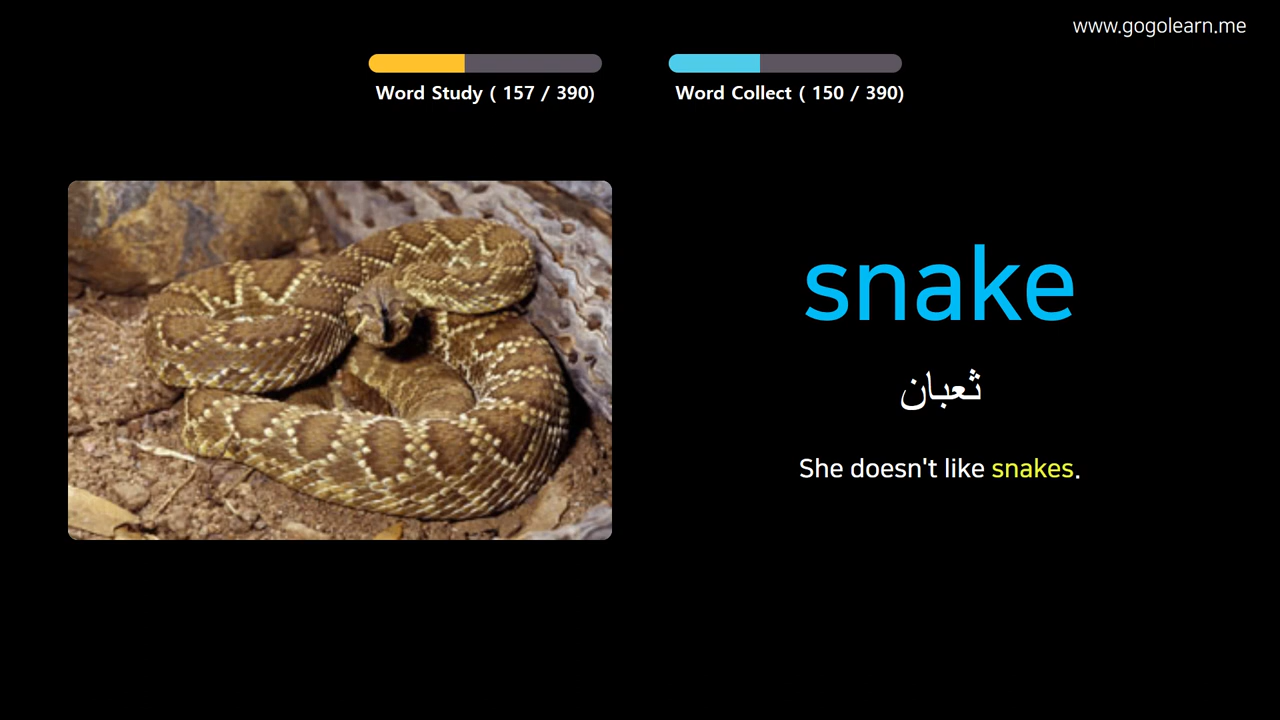 www.gogolearn.me
Word Study ( 157 / 390)
Word Collect ( 150 / 390)
snake
ثعبان
She doesn't like snakes.